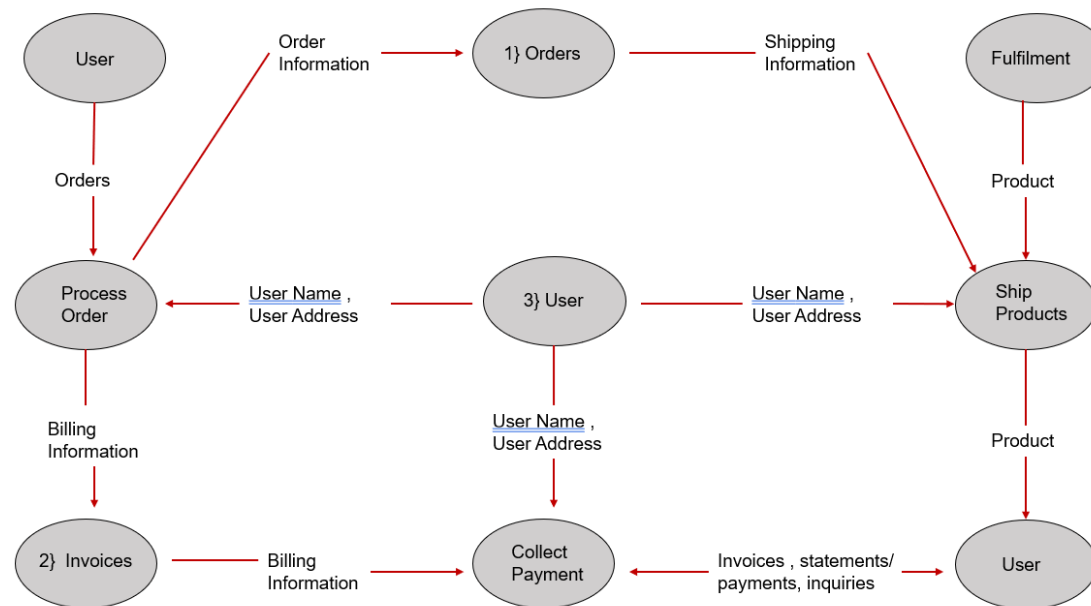 User
Order
Information
1} Orders
Shipping
Information
Fulfilment
Orders
Product
Process
Order
User Name ,
User Address
3} User
User Name ,
User Address
Ship
Products
Billing
Information
User Name ,
User Address
Product
2} Invoices
Billing
Information
Collect
Payment
Invoices , statements/
payments, inquiries
User